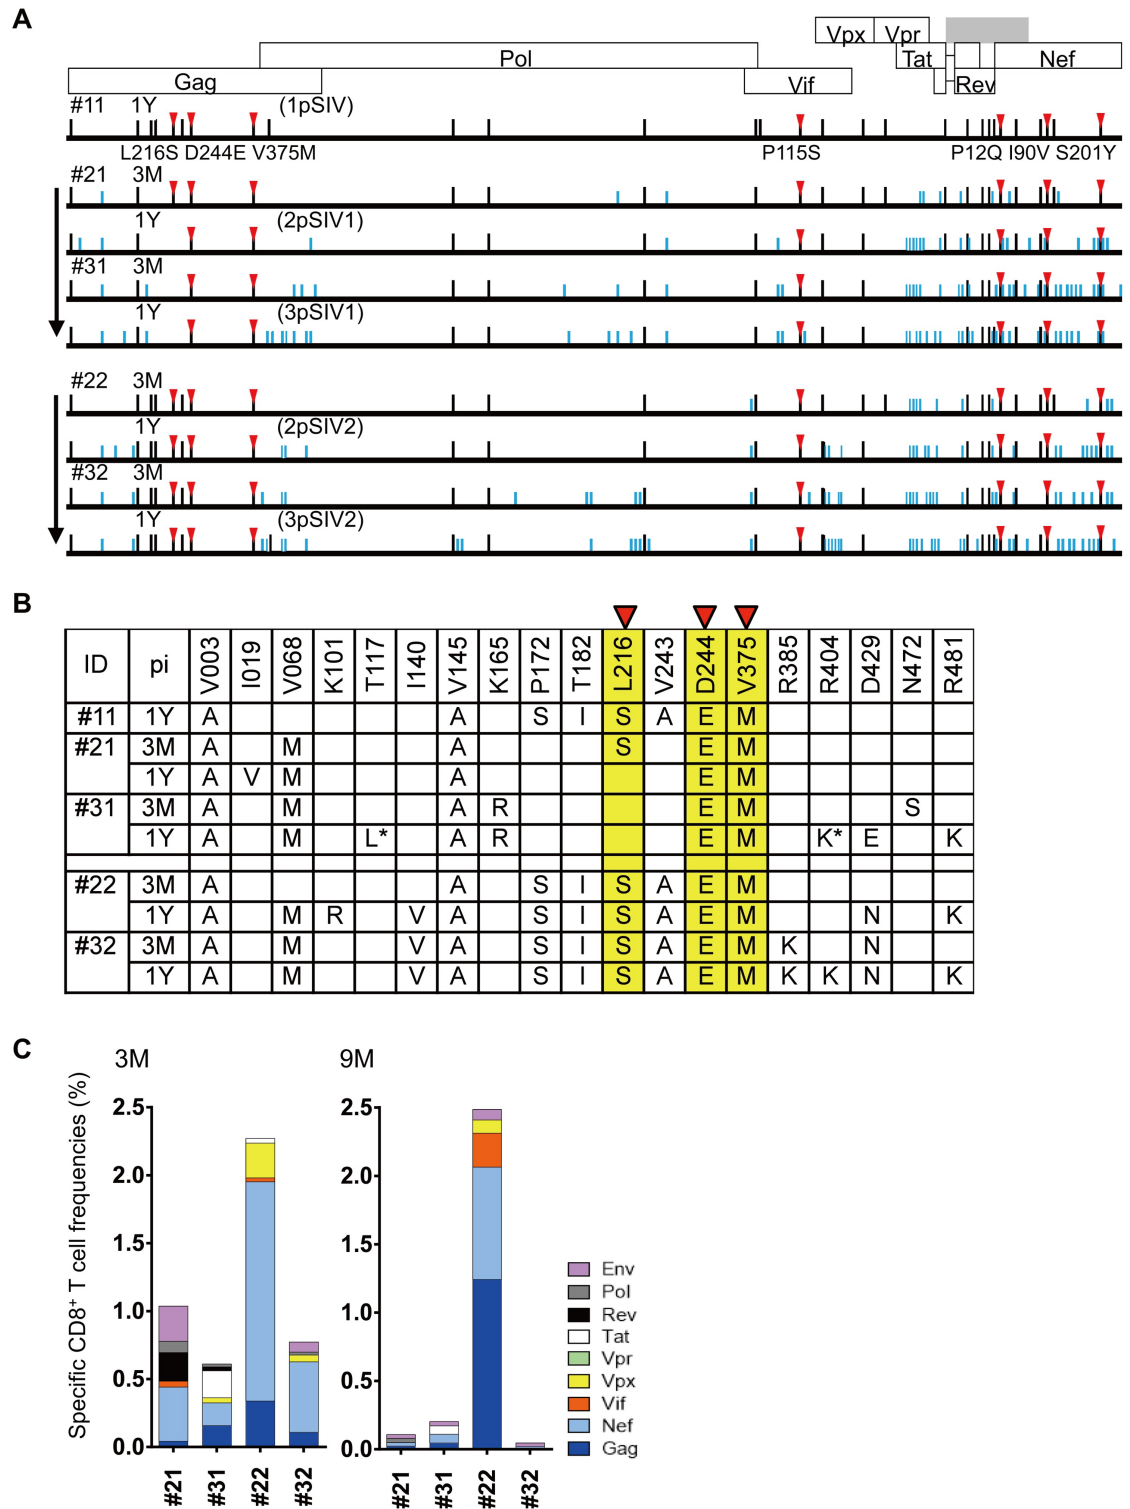 A
Vpx Vpr
Pol Tat Nef
Gag Vif Rev
#11 1Y (1pSIV)
L216S D244E V375M P115S P12Q I90V S201Y
#21 3M
1Y (2pSIV1)
#31 3M
1Y (3pSIV1)
#22 3M
1Y (2pSIV2)
#32 3M
1Y (3pSIV2)
B
ID pi V003 I019 V068 K101 T117 I140 V145 K165 P172 T182 L216 V243 D244 V375 R385 R404 D429 N472 R481
#11 1Y A A S I S A E M
#21 3M A M A S E M
1Y A V M A E M
#31 3M A M A R E M S
1Y A M L* A R E M K* E K
#22 3M A A S I S A E M
1Y A M R V A S I S A E M N K
#32 3M A M V A S I S A E M K N
1Y A M V A S I S A E M K K N K
C
3M 9M
Specific CD8+ T cell frequencies (%)
2.5 2.5
2.0 2.0
1.5 1.5
1.0 1.0
0.5 0.5
0.0 0.0
#21 #31 #22 #32 #21 #31 #22 #32
Env
Pol
Rev
Tat
Vpr
Vpx
Vif
Nef
Gag